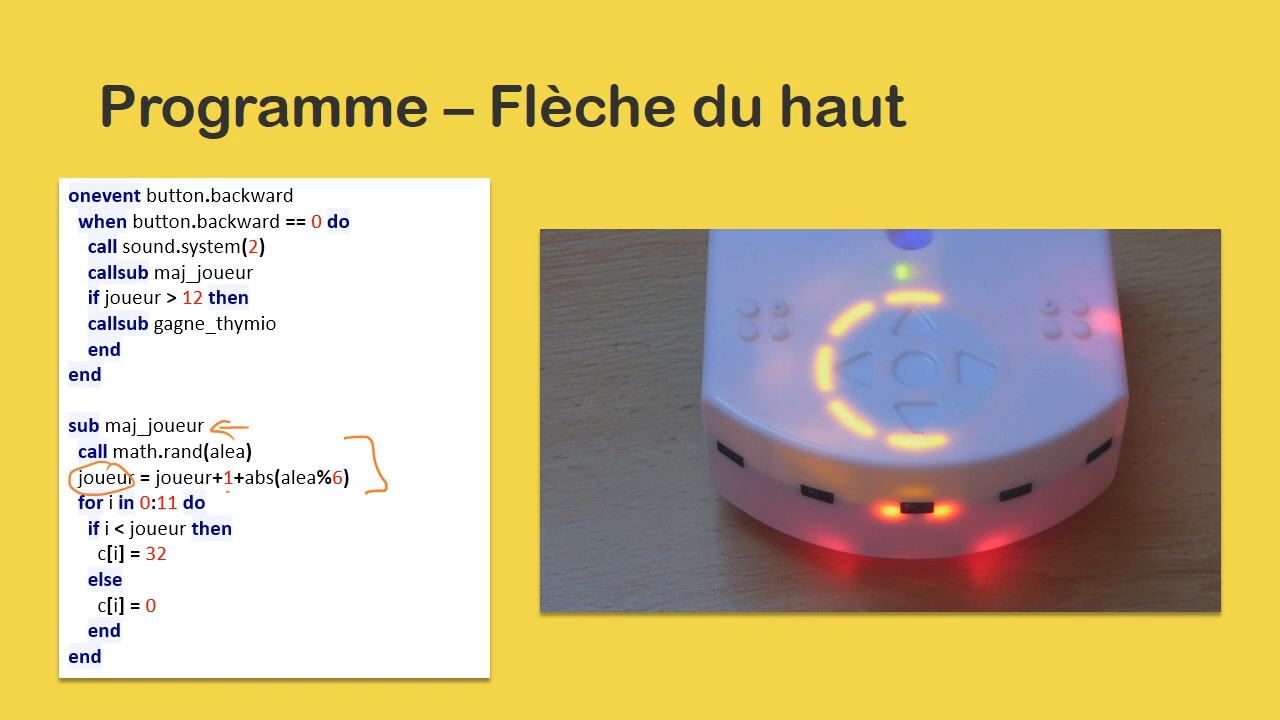 Programme – Flèche du haut
onevent button.backward
when button.backward == 0 do
call sound.system(2)
callsub maj_joueur
if joueur > 12 then
callsub gagne_thymio
end
end
sub maj_joueur
call math.rand(alea)
joueur = joueur+1+abs(alea%6)
for i in 0:11 do
if i < joueur then
c[i] = 32
else
c[i] = 0
end
end